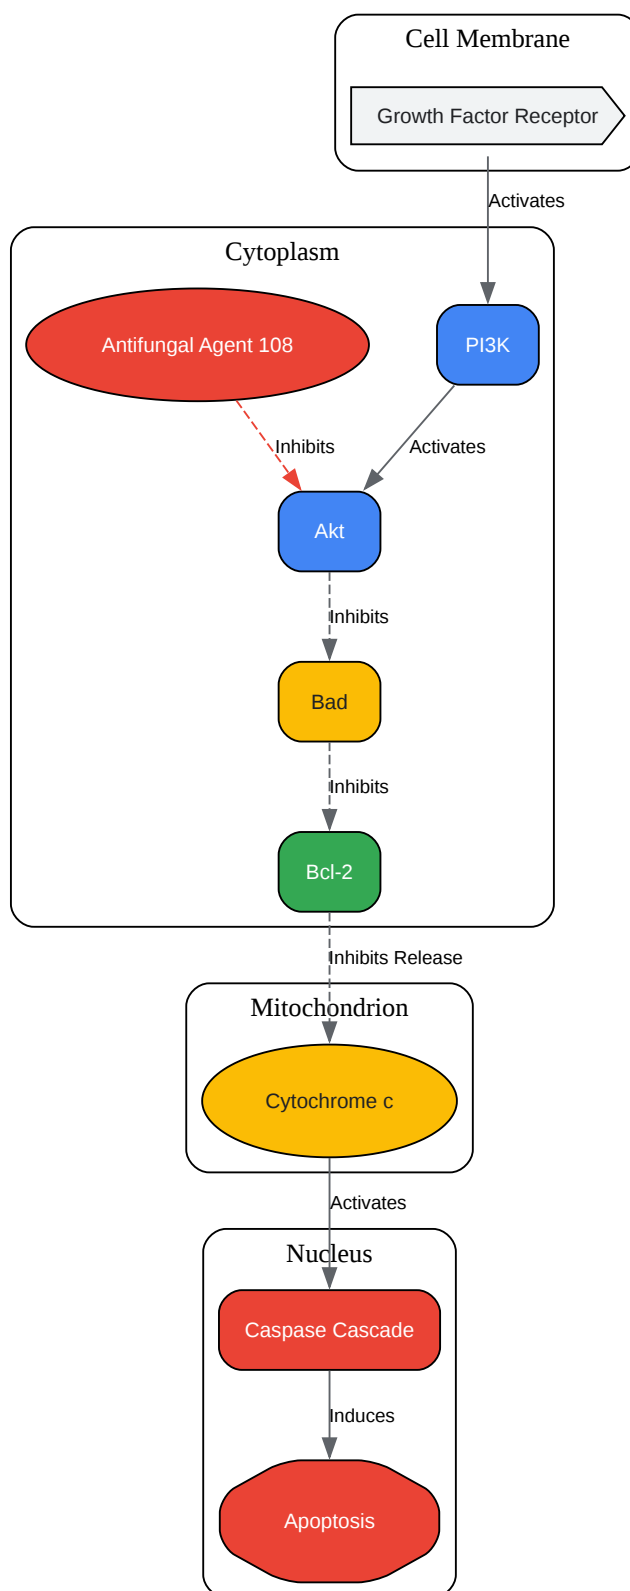 Cell Membrane
Growth Factor Receptor
Activates
Cytoplasm
Antifungal Agent 108
PI3K
Inhibits
Activates
Akt
Inhibits
Bad
Inhibits
Bcl-2
Inhibits Release
Mitochondrion
Cytochrome c
Activates
Nucleus
Caspase Cascade
Induces
Apoptosis